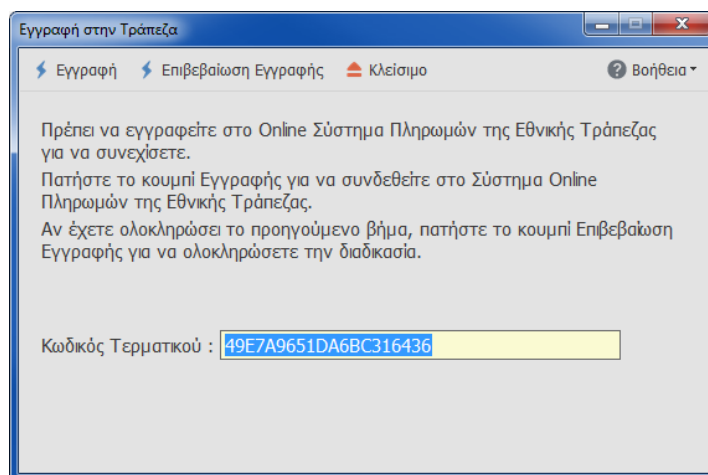 Εγγραφή στην Τράπεζα
Εγγραφή Επιβεβαίωση Εγγραφής Κλείσιμο Βοήθεια
Πρέπει να εγγραφείτε στο Online Σύστημα Πληρωμών της Εθνικής Τράπεζας
για να συνεχίσετε.
Πατήστε το κουμπί Εγγραφής για να συνδεθείτε στο Σύστημα Online
Πληρωμών της Εθνικής Τράπεζας.
Αν έχετε ολοκληρώσει το προηγούμενο βήμα, πατήστε το κουμπί Επιβεβαίωση
Εγγραφής για να ολοκληρώσετε την διαδικασία.
Κωδικός Τερματικού : 49E7A9651DA6BC316436